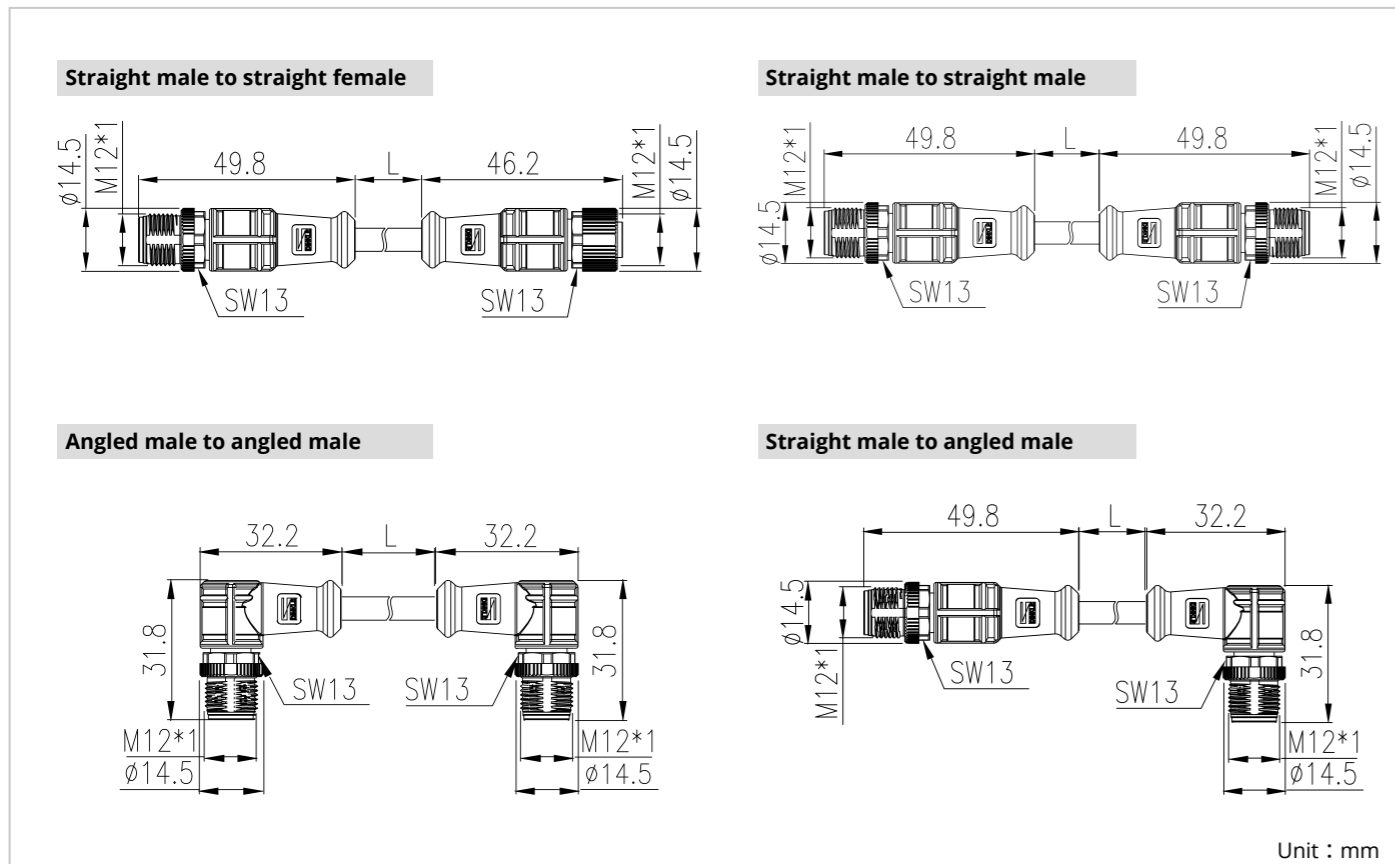 Straight male to straight female
ø14.5
M12*1
49.8
L
46.2
M12*1
ø14.5
SW13
SW13
Straight male to straight male
ø14.5
M12*1
49.8
L
49.8
M12*1
ø14.5
SW13
SW13
Angled male to angled male
32.2
L
32.2
31.8
31.8
SW13
SW13
M12*1
ø14.5
M12*1
ø14.5
Straight male to angled male
49.8
L
32.2
ø14.5
M12*1
SW13
SW13
31.8
M12*1
ø14.5
Unit：mm